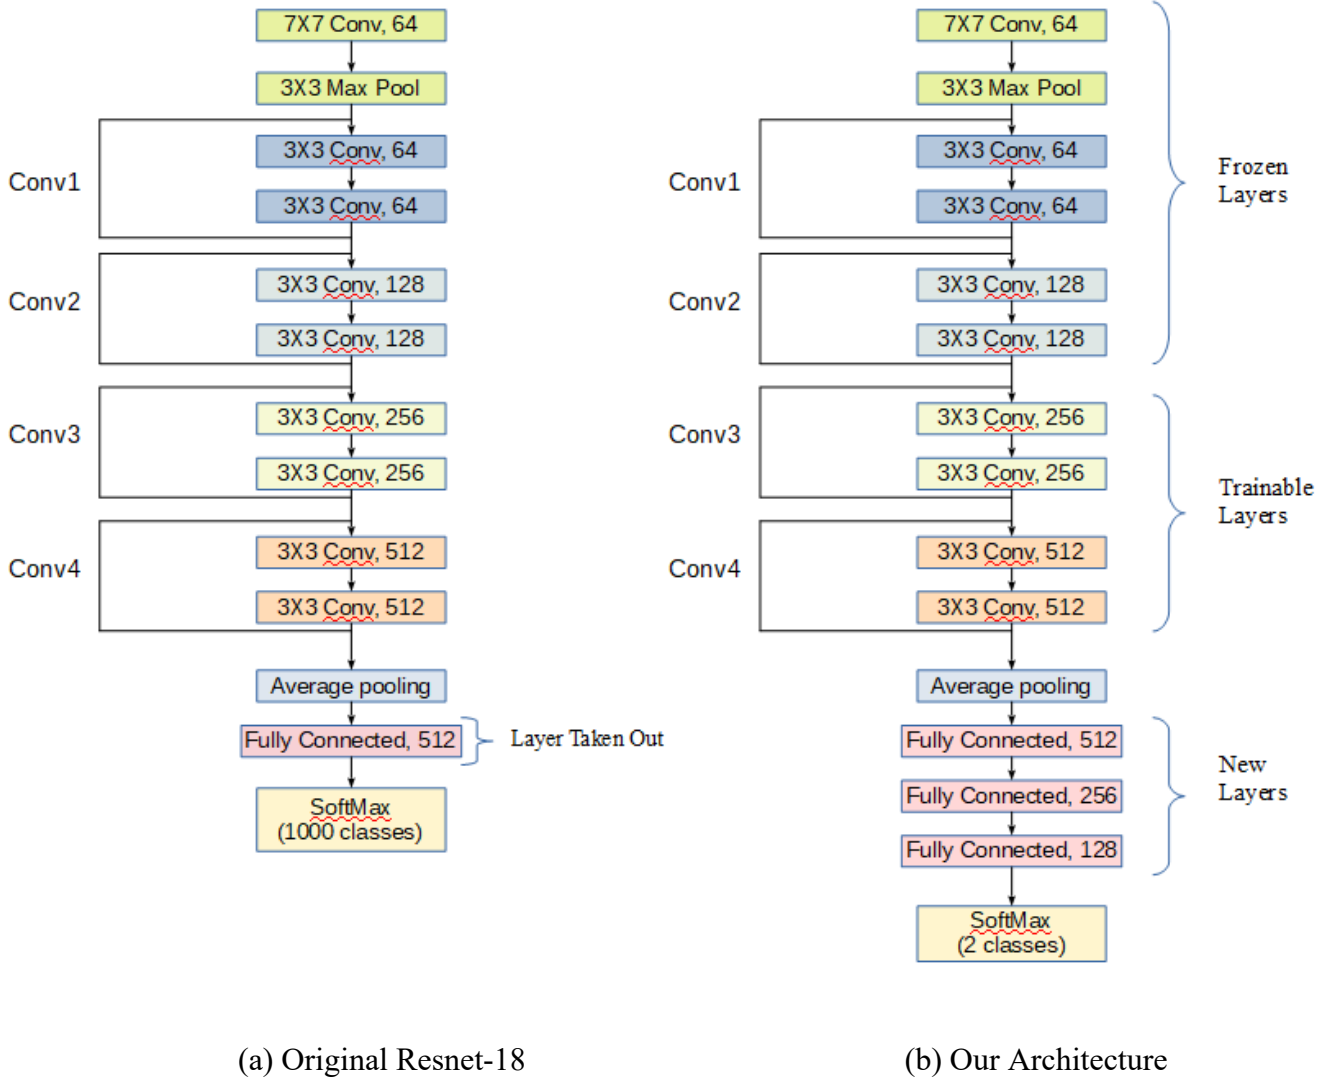 7X7 Conv, 64
3X3 Max Pool
Conv1
3X3 Conv, 64
3X3 Conv, 64
Conv2
3X3 Conv, 128
3X3 Conv, 128
Conv3
3X3 Conv, 256
3X3 Conv, 256
Conv4
3X3 Conv, 512
3X3 Conv, 512
Average pooling
Fully Connected, 512
Layer Taken Out
SoftMax
(1000 classes)
(a) Original Resnet-18
7X7 Conv, 64
3X3 Max Pool
Conv1
3X3 Conv, 64
3X3 Conv, 64
Frozen
Layers
Conv2
3X3 Conv, 128
3X3 Conv, 128
Conv3
3X3 Conv, 256
3X3 Conv, 256
Trainable
Layers
Conv4
3X3 Conv, 512
3X3 Conv, 512
Average pooling
Fully Connected, 512
Fully Connected, 256
Fully Connected, 128
New
Layers
SoftMax
(2 classes)
(b) Our Architecture